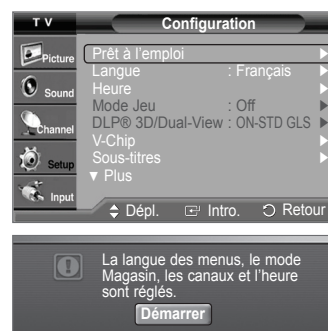 T V Configuration
Picture
Sound
Channel
Setup
Input
Prêt à l'emploi
Langue : Français
Heure
Mode Jeu : Off
DLP® 3D/Dual-View : ON-STD GLS
V-Chip
Sous-titres
▼ Plus
Dépl. Intro. Retour
La langue des menus, le mode
Magasin, les canaux et l'heure
sont réglés.
Démarrer